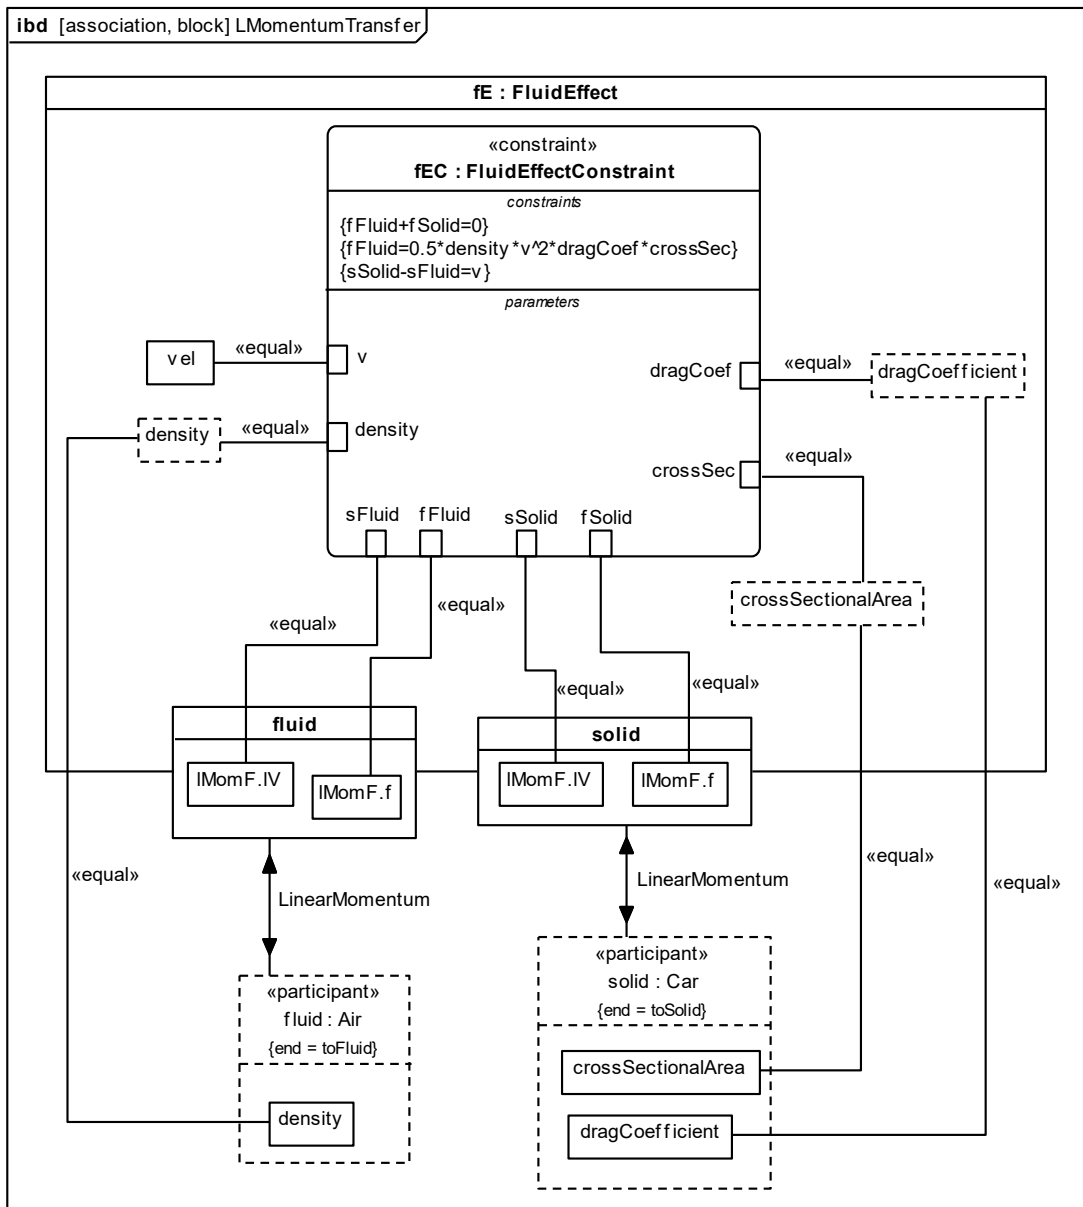 ibd [association, block] LMomentumTransfer
fE : FluidEffect
«constraint»
fEC : FluidEffectConstraint
constraints
{fFluid+fSolid=0}
{fFluid=0.5*density*v^2*dragCoef*crossSec}
{sSolid-sFluid=v}
parameters
vel
«equal»
v
dragCoef
«equal»
dragCoefficient
density
«equal»
density
crossSec
«equal»
sFluid
fFluid
sSolid
fSolid
crossSectionalArea
«equal»
«equal»
«equal»
«equal»
fluid
solid
lMomF.lV
lMomF.f
lMomF.lV
lMomF.f
«equal»
«equal»
«equal»
LinearMomentum
LinearMomentum
«participant»
solid : Car
{end = toSolid}
«participant»
fluid : Air
{end = toFluid}
crossSectionalArea
density
dragCoefficient